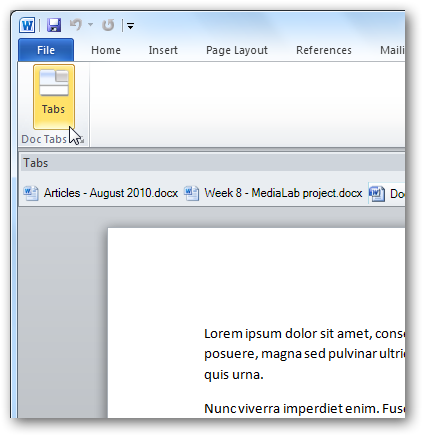 File Home Insert Page Layout References Maili
Tabs
Doc Tabs
Tabs
Articles - August 2010.docx Week 8 - MediaLab project.docx Doc
Lorem ipsum dolor sit amet, conse
posuere, magna sed pulvinar ultric
quis urna.
Nunc viverra imperdiet enim. Fusc